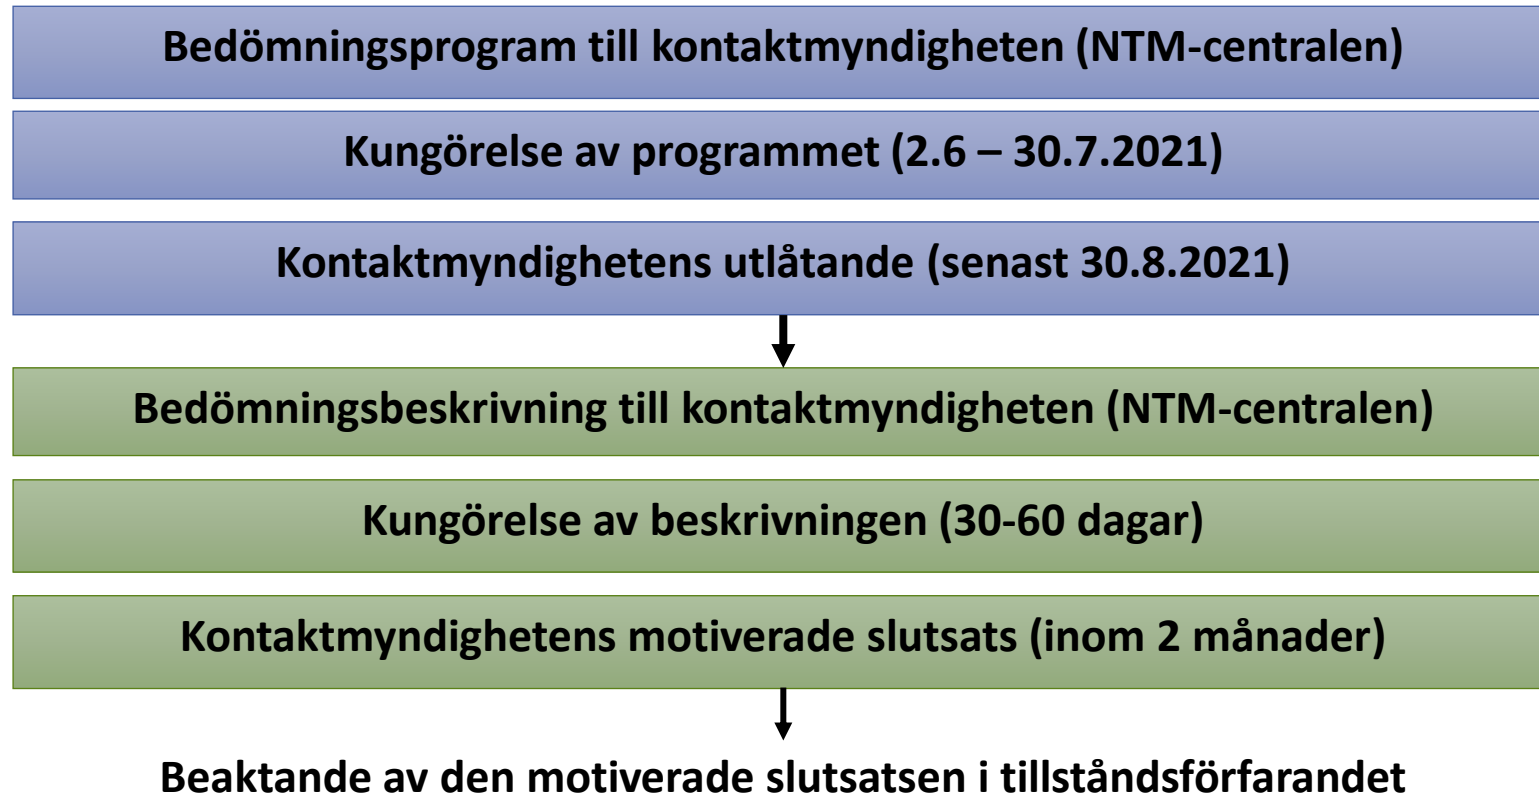 Bedömningsprogram till kontaktmyndigheten (NTM-centralen)
Kungörelse av programmet (2.6 – 30.7.2021)
Kontaktmyndighetens utlåtande (senast 30.8.2021)
Bedömningsbeskrivning till kontaktmyndigheten (NTM-centralen)
Kungörelse av beskrivningen (30-60 dagar)
Kontaktmyndighetens motiverade slutsats (inom 2 månader)
Beaktande av den motiverade slutsatsen i tillståndsförfarandet